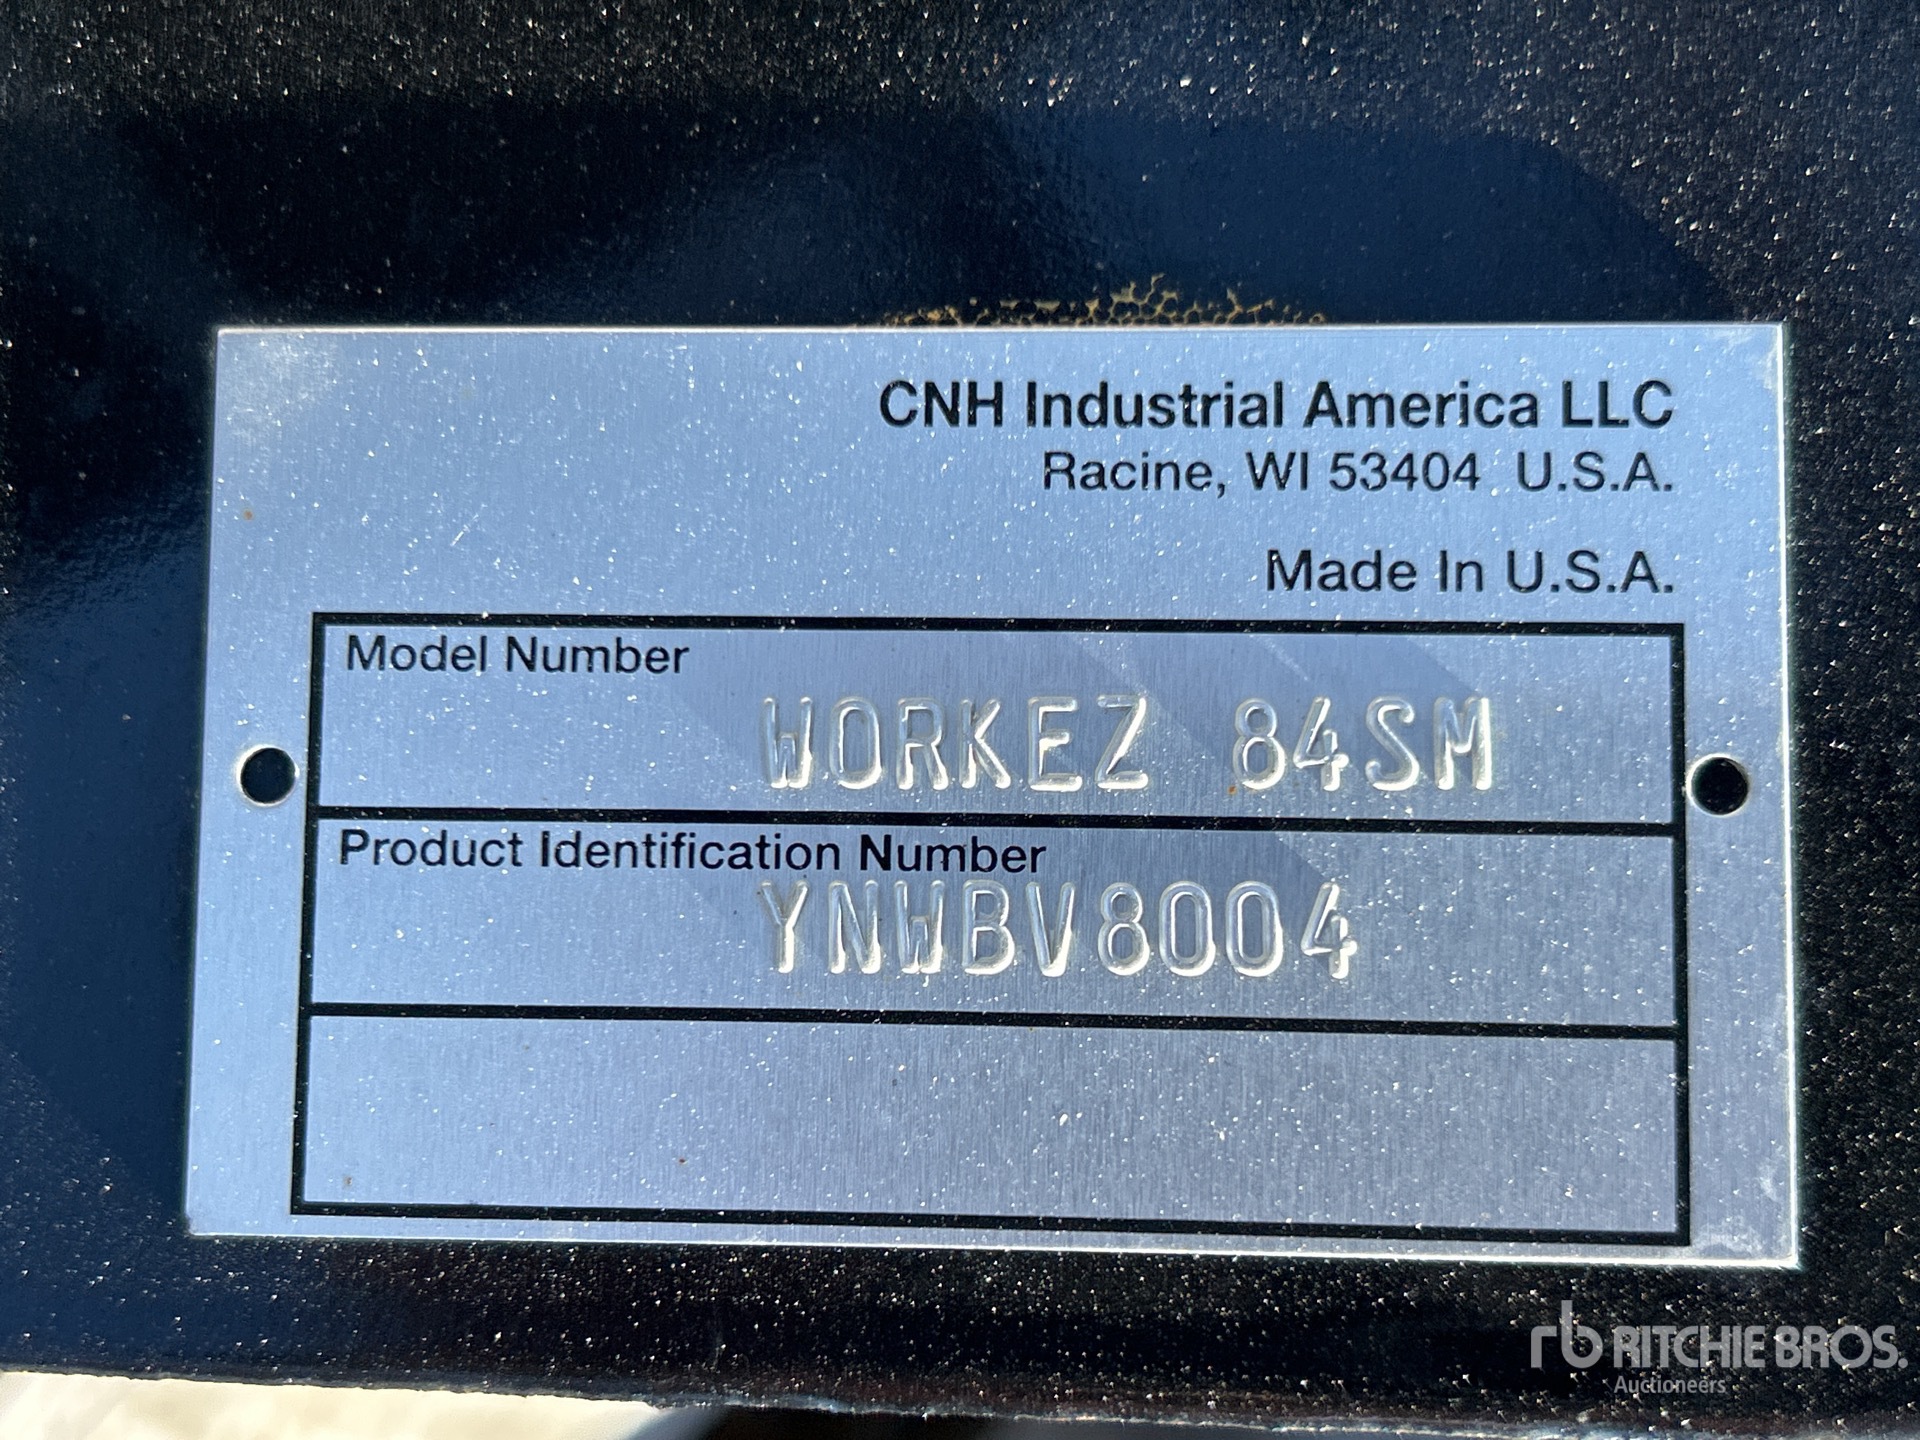 CNH Industrial America LLC
Racine, WI 53404 U.S.A.
Made In U.S.A.
Model Number
WORKEZ 84SM
Product Identification Number
YNWBV8004
rb RITCHIE BROS.
Auctioneers